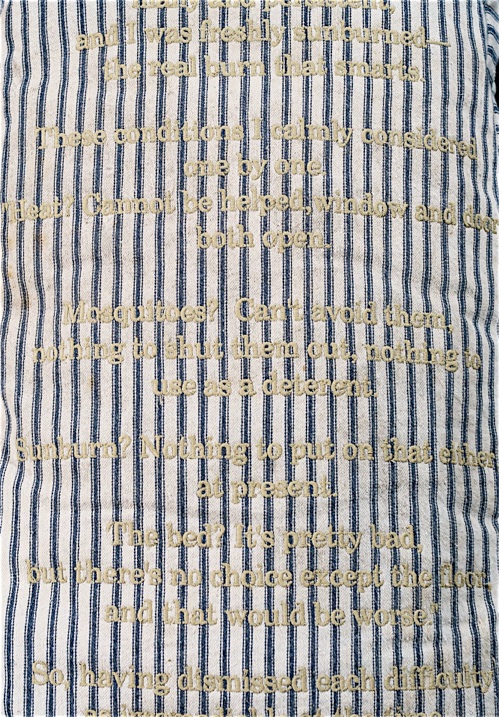 and I was freshly sunburned—
the real burn that smarts.
These conditions I calmly considered
one by one
"Heat? Cannot be helped, window and door
both open.
Mosquitoes? Can't avoid them,
nothing to shut them out, nothing to
use as a deterent.
Sunburn? Nothing to put on that either
at present.
The bed? It's pretty bad,
but there's no choice except the floor
and that would be worse."
So, having dismissed each difficulty